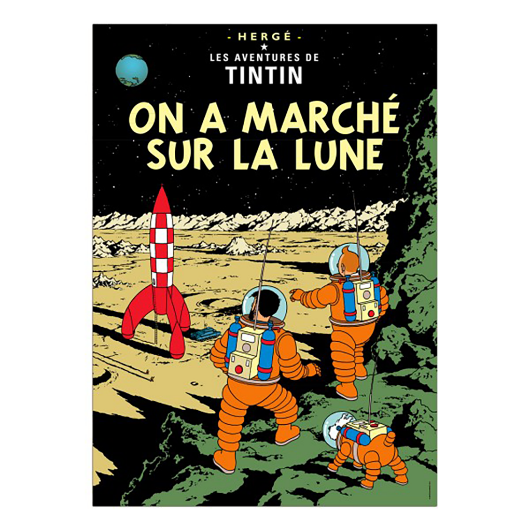 - HERGÉ -
LES AVENTURES DE
TINTIN
ON A MARCHÉ
SUR LA LUNE